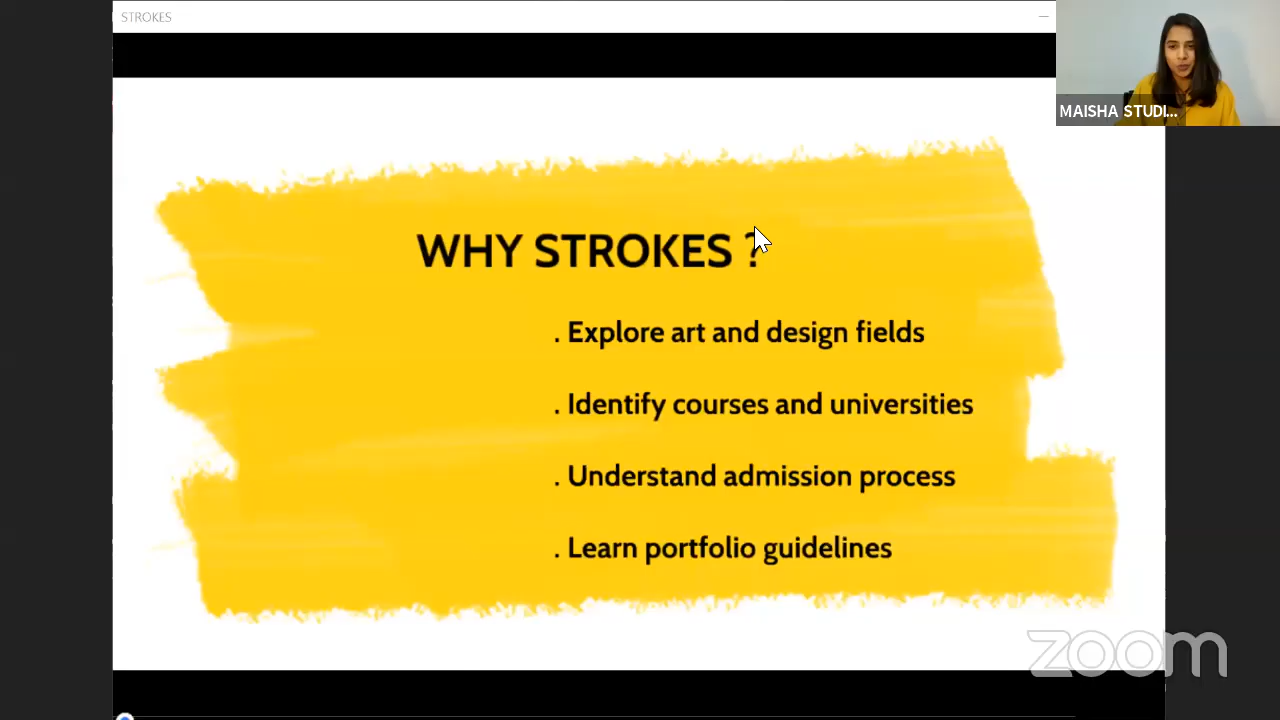 STROKES
MAISHA STUDI...
WHY STROKES ?
. Explore art and design fields
. Identify courses and universities
. Understand admission process
. Learn portfolio guidelines
zoom